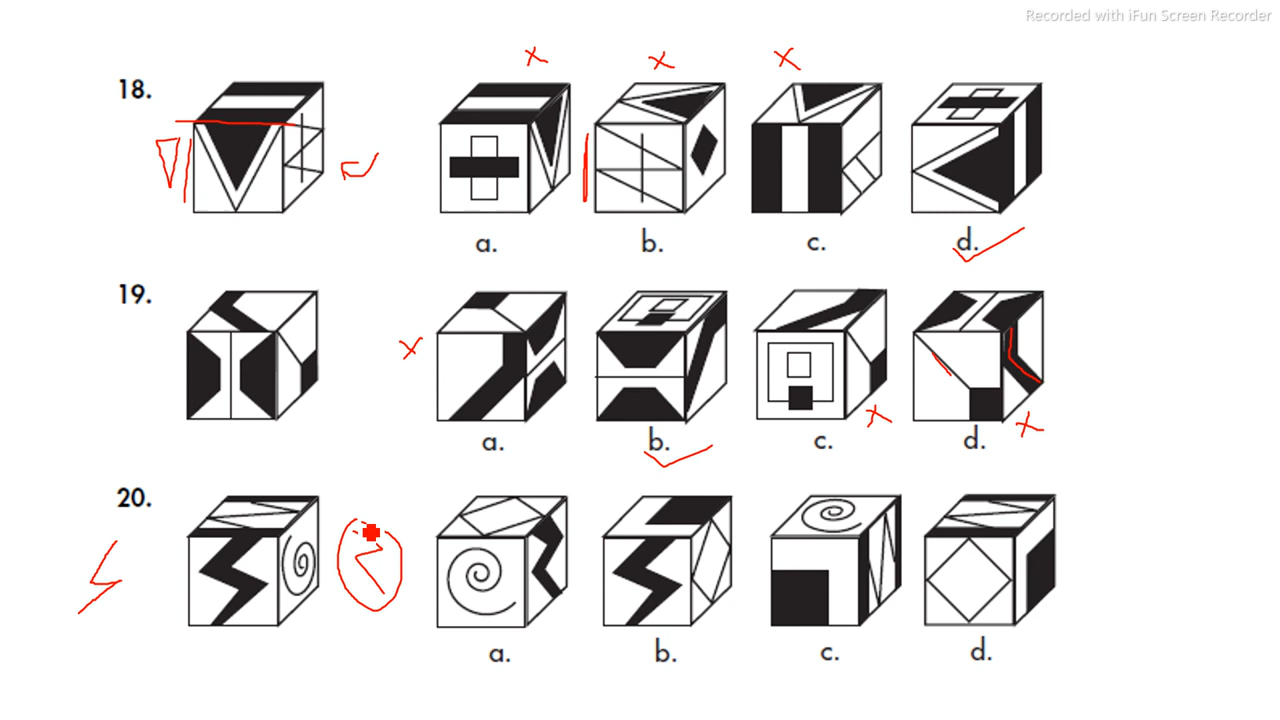 Recorded with iFun Screen Recorder
18.
a. b. c. d.
19.
a. b. c. d.
20.
a. b. c. d.